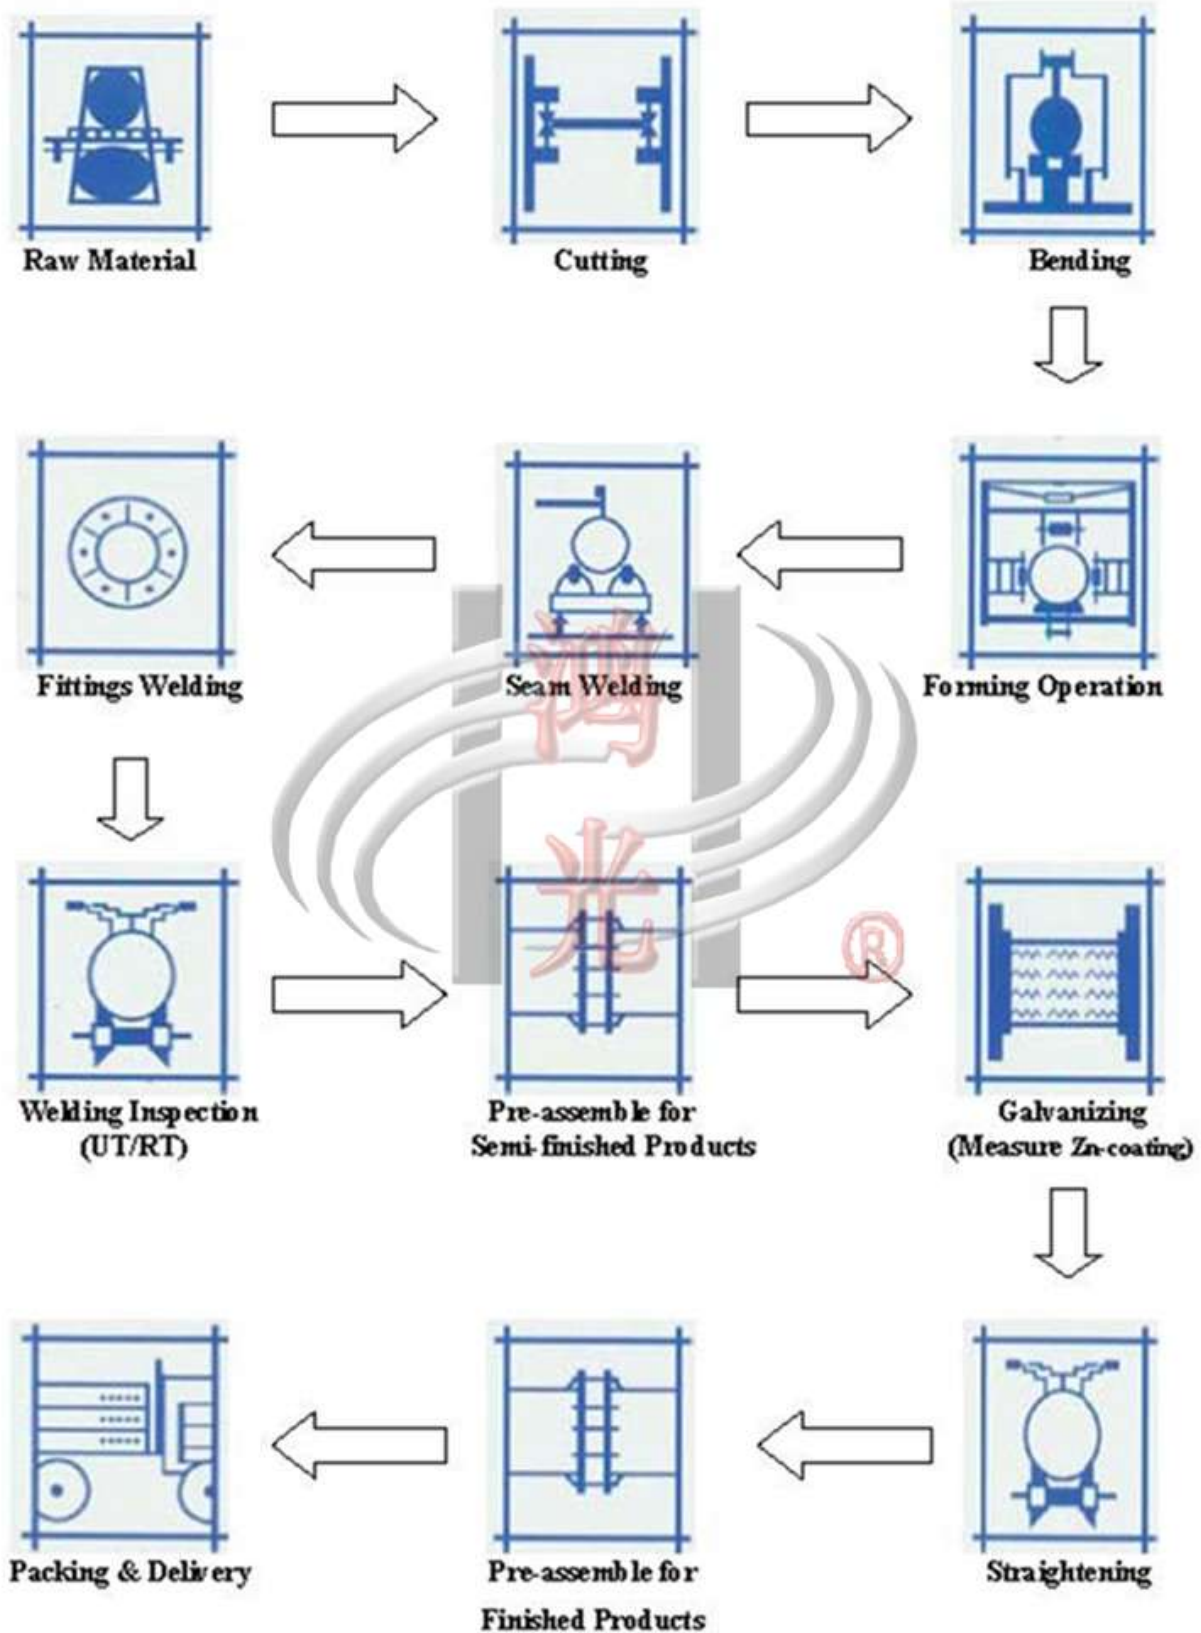 Raw Material
Cutting
Bending
Fittings Welding
Seam Welding
Forming Operation
鸿
光
®
Welding Inspection
(UT/RT)
Pre-assemble for
Semi-finished Products
Galvanizing
(Measure Zn-coating)
Packing & Delivery
Pre-assemble for
Finished Products
Straightening